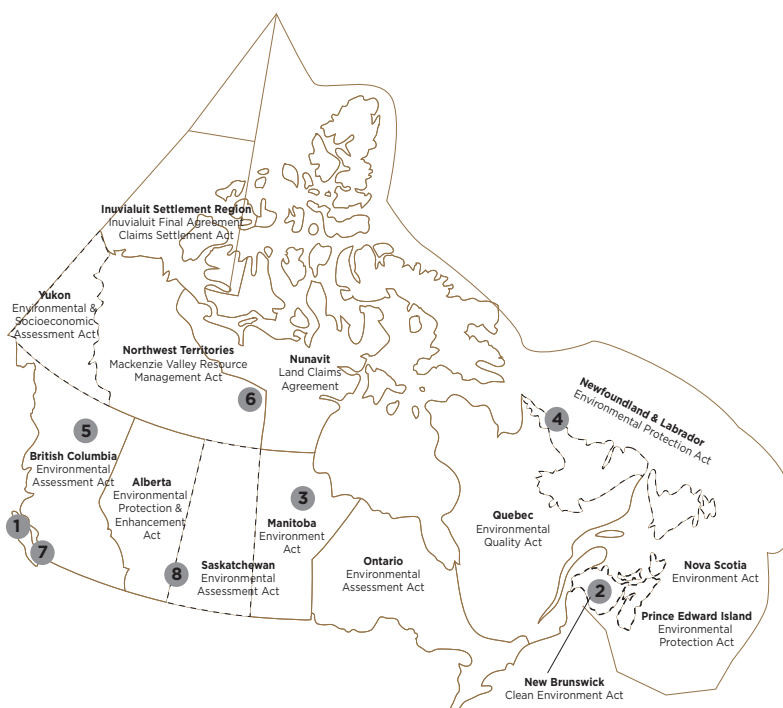 Inuvialuit Settlement Region
Inuvialuit Final Agreement
Claims Settlement Act
Yukon
Environmental &
Socioeconomic
Assessment Act
Northwest Territories
Mackenzie Valley Resource
Management Act
Nunavit
Land Claims
Agreement
6
4
Newfoundland & Labrador
Environmental Protection Act
5
British Columbia
Environmental
Assessment Act
Alberta
Environmental
Protection &
Enhancement
Act
3
Manitoba
Environment
Act
Quebec
Environmental
Quality Act
1
7
8
Saskatchewan
Environmental
Assessment Act
Ontario
Environmental
Assessment Act
2
Nova Scotia
Environment Act
Prince Edward Island
Environmental
Protection Act
New Brunswick
Clean Environment Act